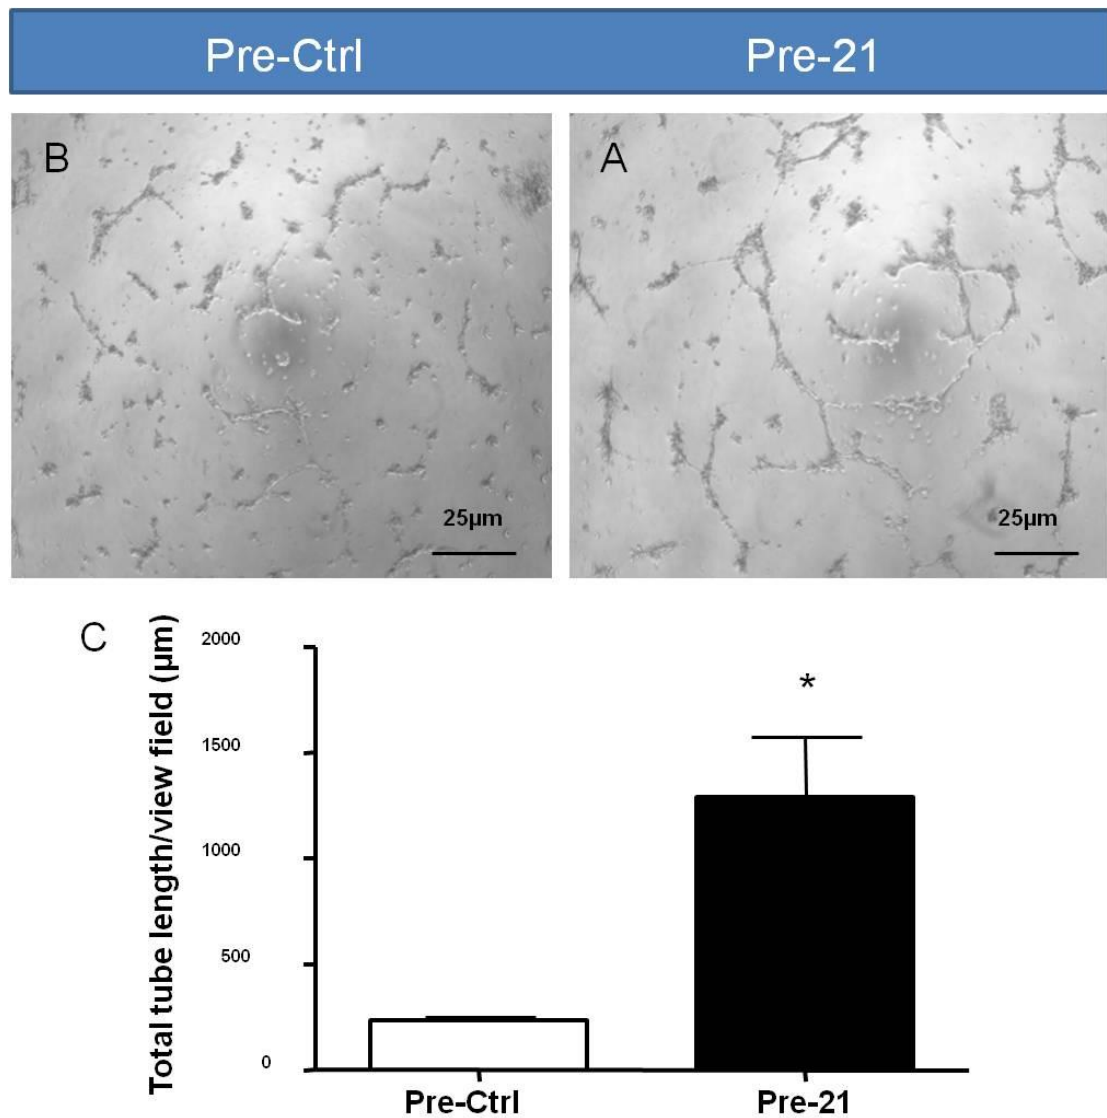 Pre-Ctrl
Pre-21
B
A
25µm
25µm
C
Total tube length/view field (µm)
2000
1500
1000
500
0
*
Pre-Ctrl
Pre-21